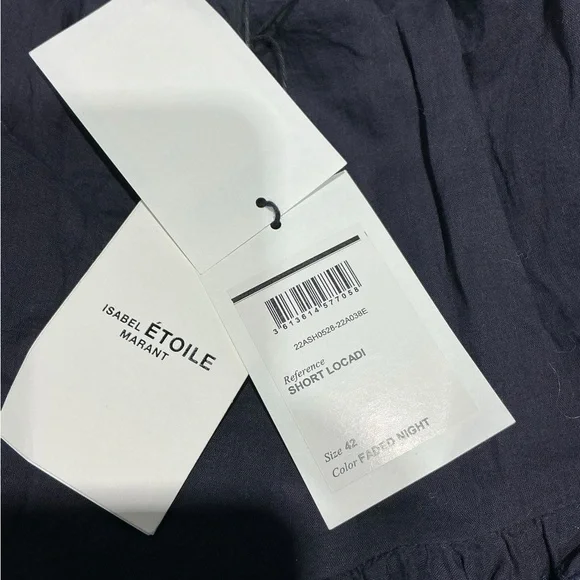 ISABEL ÉTOILE
MARANT
3 613614 577058
22ASH0528-22A038E
Reference
SHORT LOCADI
Size 42
Color FADED NIGHT